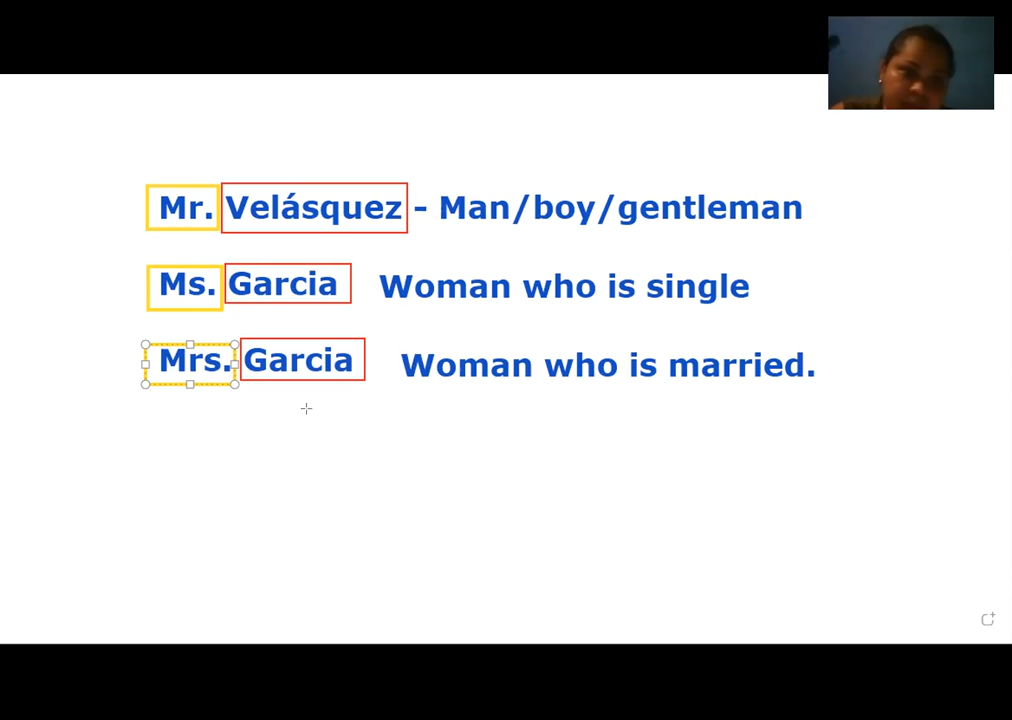 Mr. Velásquez - Man/boy/gentleman
Ms. Garcia Woman who is single
Mrs. Garcia Woman who is married.